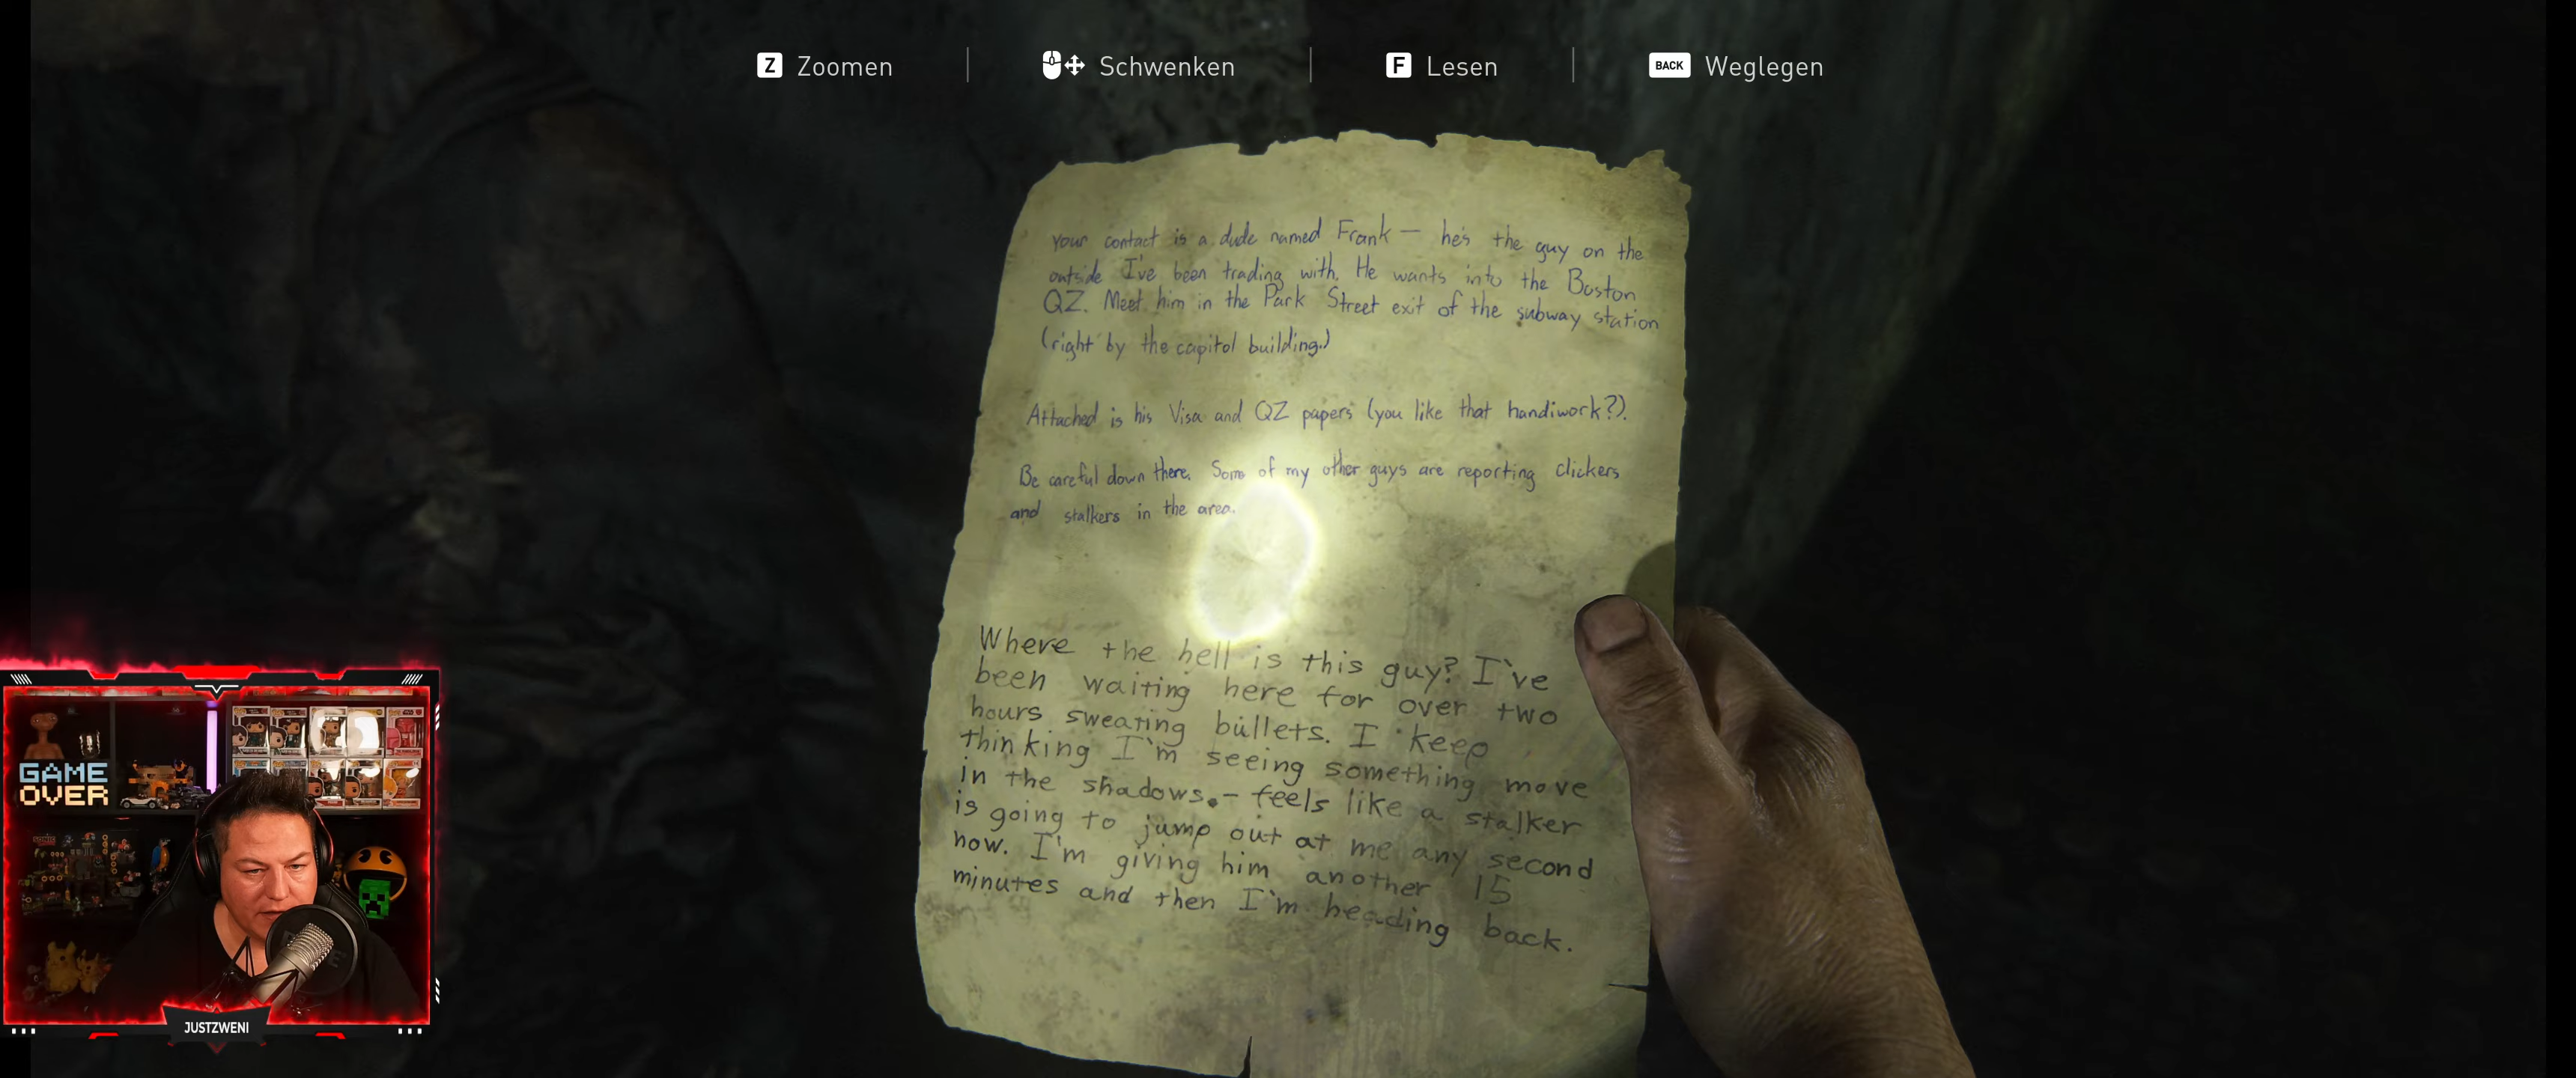 Z Zoomen
Schwenken
F Lesen
BACK Weglegen
Your contact is a dude named Frank — he's the guy on the
outside I've been trading with. He wants into the Boston
QZ. Meet him in the Park Street exit of the subway station
(right by the capitol building.)
Attached is his Visa and QZ papers (you like that handiwork?).
Be careful down there. Some of my other guys are reporting clickers
and stalkers in the area.
Where the hell is this guy? I've
been waiting here for over two
hours sweating bullets. I keep
thinking I'm seeing something move
in the shadows. - feels like a stalker
is going to jump out at me any second
now. I'm giving him another 15
minutes and then I'm heading back.
GAME
OVER
JUSTZWENI